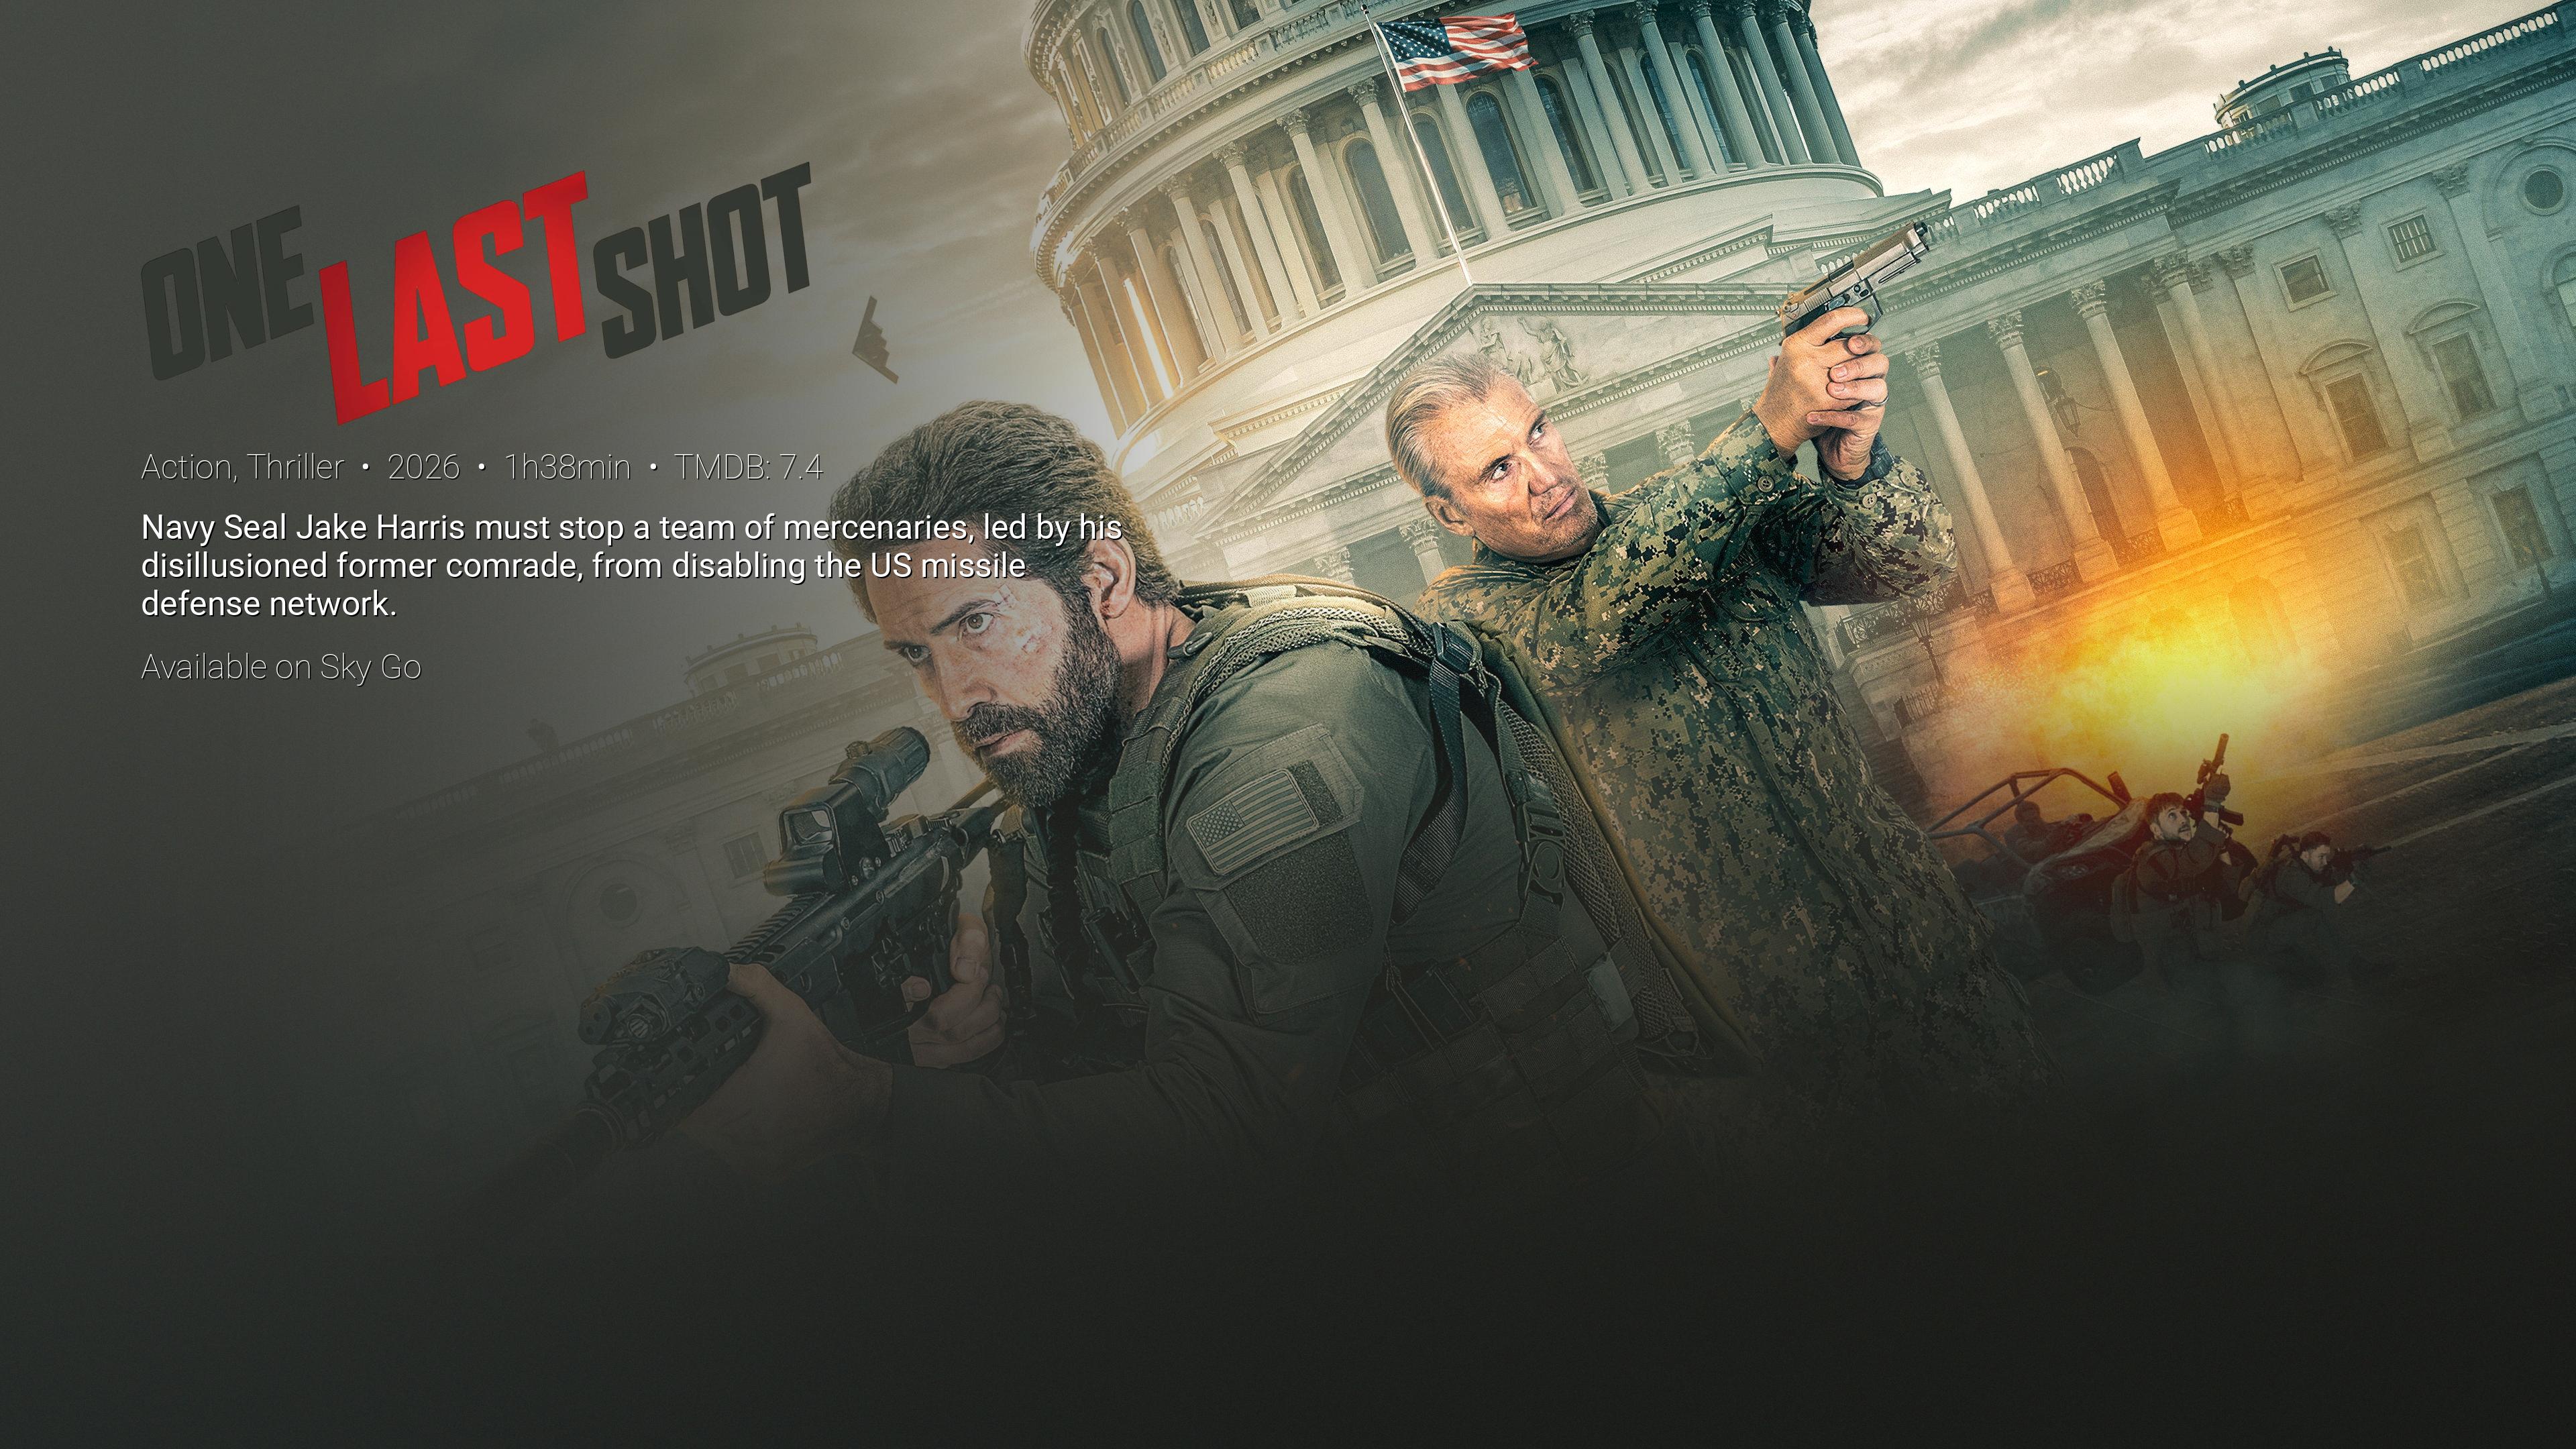 ONE LAST SHOT
Action, Thriller • 2026 • 1h38min • TMDB: 7.4
Navy Seal Jake Harris must stop a team of mercenaries, led by his
disillusioned former comrade, from disabling the US missile
defense network.
Available on Sky Go